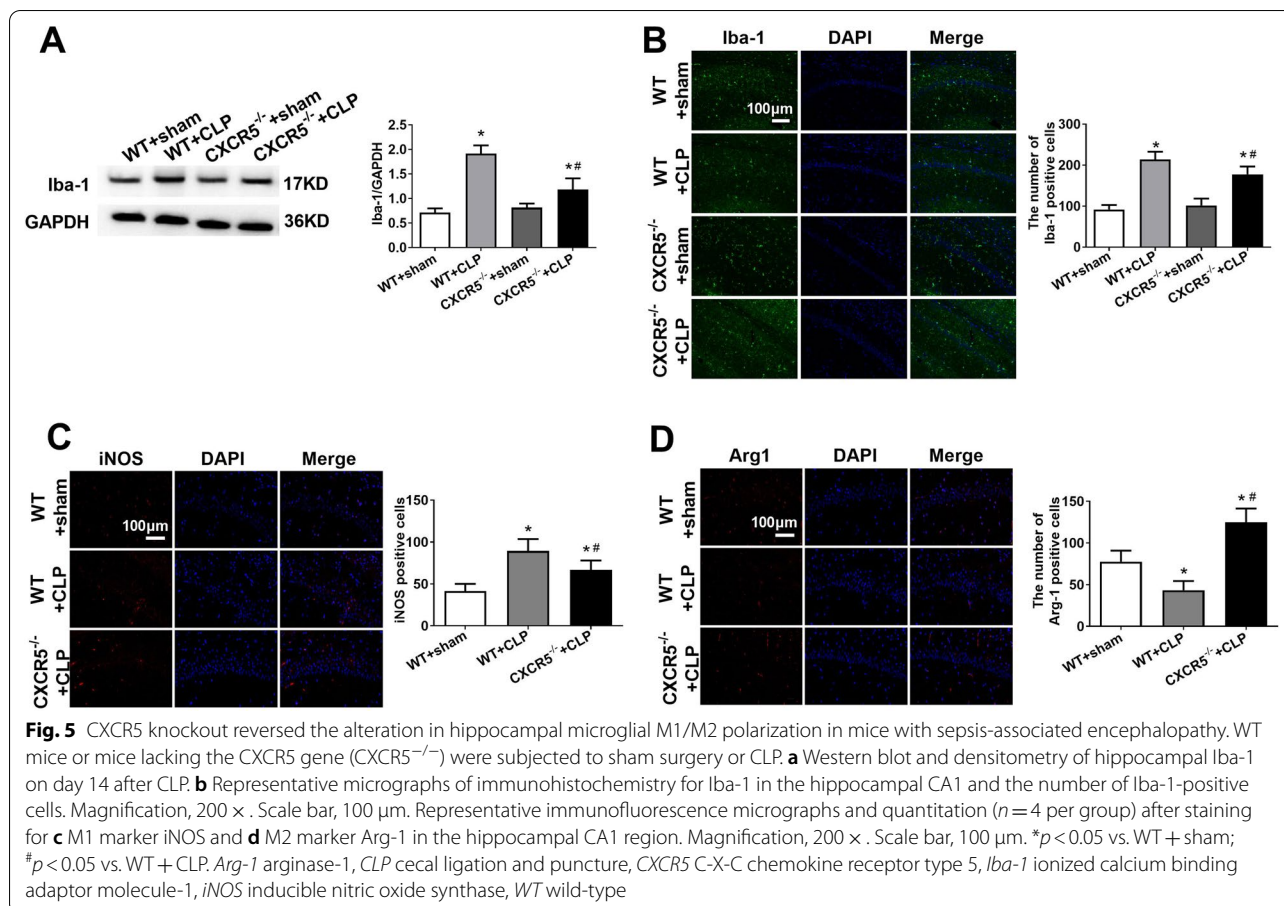 A
WT+sham
WT+CLP
CXCR5-/-+sham
CXCR5-/-+CLP
Iba-1
17KD
GAPDH
36KD
Iba-1/GAPDH
2.5
2.0
1.5
1.0
0.5
0.0
*
*#
WT+sham
WT+CLP
CXCR5-/-+sham
CXCR5-/-+CLP
B
Iba-1 DAPI Merge
WT
+sham
100μm
WT
+CLP
CXCR5-/-
+sham
CXCR5-/-
+CLP
The number of
Iba-1 positive cells
300
200
100
0
*
*#
WT+sham
WT+CLP
CXCR5-/-+sham
CXCR5-/-+CLP
C
iNOS DAPI Merge
WT
+sham
100μm
WT
+CLP
CXCR5-/-
+CLP
iNOS positive cells
150
100
50
0
*
*#
WT+sham
WT+CLP
CXCR5-/-+CLP
D
Arg1 DAPI Merge
WT
+sham
100μm
WT
+CLP
CXCR5-/-
+CLP
The number of
Arg-1 positive cells
150
100
50
0
*
*#
WT+sham
WT+CLP
CXCR5-/-+CLP
Fig. 5 CXCR5 knockout reversed the alteration in hippocampal microglial M1/M2 polarization in mice with sepsis-associated encephalopathy. WT
mice or mice lacking the CXCR5 gene (CXCR5−/−) were subjected to sham surgery or CLP. a Western blot and densitometry of hippocampal Iba-1
on day 14 after CLP. b Representative micrographs of immunohistochemistry for Iba-1 in the hippocampal CA1 and the number of Iba-1-positive
cells. Magnification, 200 ×. Scale bar, 100 μm. Representative immunofluorescence micrographs and quantitation (n = 4 per group) after staining
for c M1 marker iNOS and d M2 marker Arg-1 in the hippocampal CA1 region. Magnification, 200 ×. Scale bar, 100 μm. *p < 0.05 vs. WT + sham;
#p < 0.05 vs. WT + CLP. Arg-1 arginase-1, CLP cecal ligation and puncture, CXCR5 C-X-C chemokine receptor type 5, Iba-1 ionized calcium binding
adaptor molecule-1, iNOS inducible nitric oxide synthase, WT wild-type